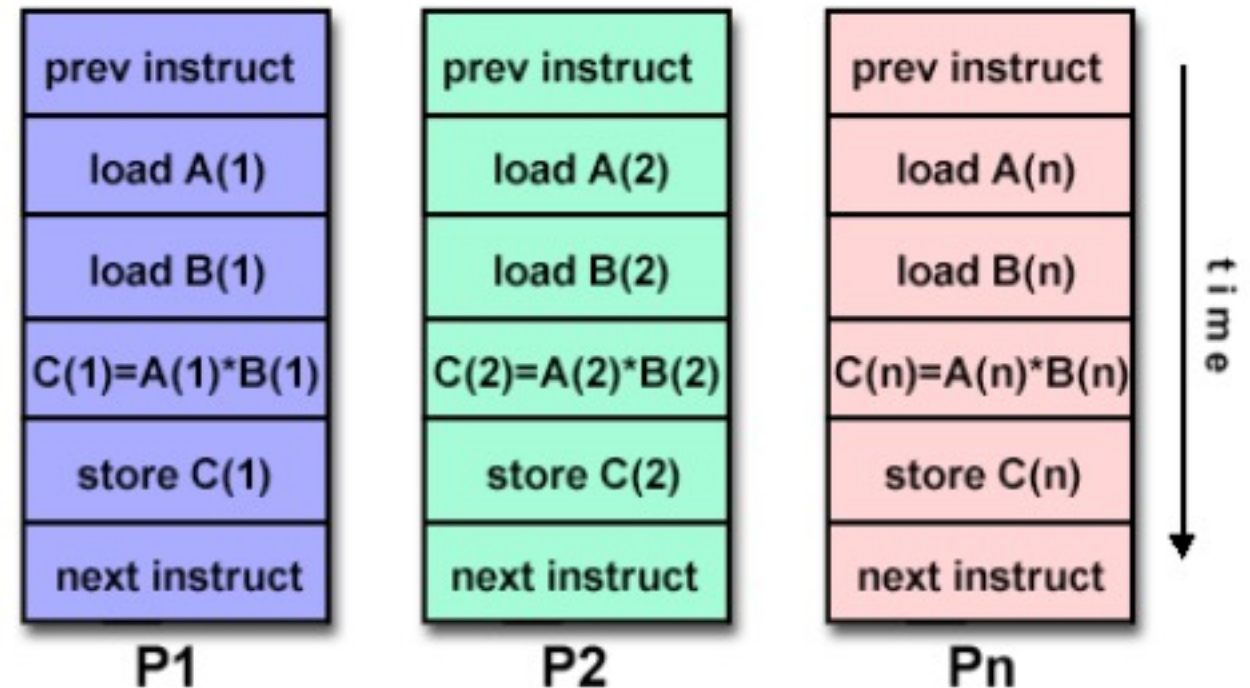 prev instruct
load A(1)
load B(1)
C(1)=A(1)*B(1)
store C(1)
next instruct
P1
prev instruct
load A(2)
load B(2)
C(2)=A(2)*B(2)
store C(2)
next instruct
P2
prev instruct
load A(n)
load B(n)
C(n)=A(n)*B(n)
store C(n)
next instruct
Pn
time